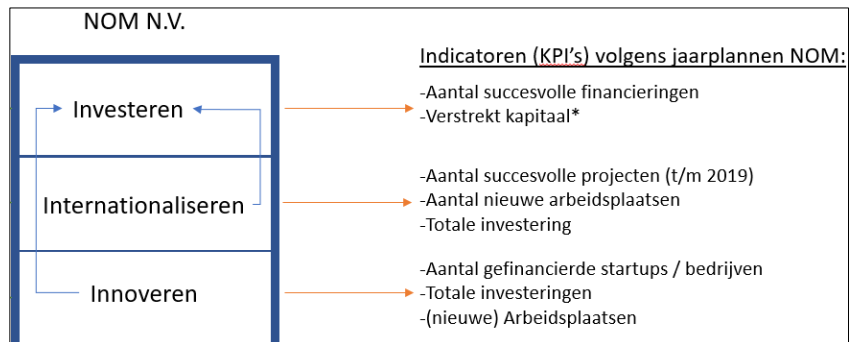 NOM N.V.
Indicatoren (KPI's) volgens jaarplannen NOM:
Investeren
-Aantal succesvolle financieringen
-Verstrekt kapitaal*
Internationaliseren
-Aantal succesvolle projecten (t/m 2019)
-Aantal nieuwe arbeidsplaatsen
-Totale investering
Innoveren
-Aantal gefinancierde startups / bedrijven
-Totale investeringen
-(nieuwe) Arbeidsplaatsen